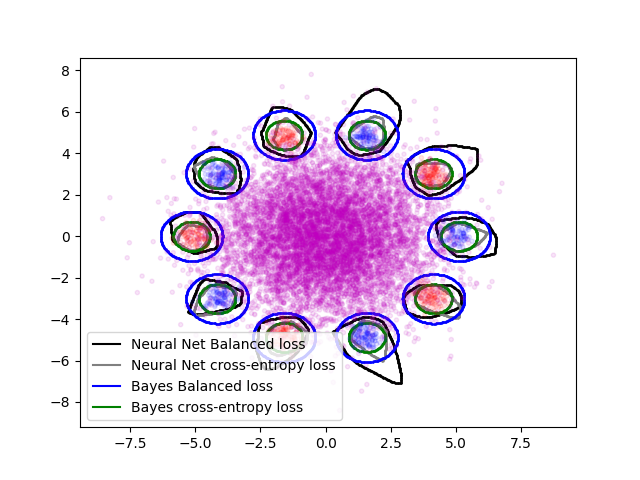 8
6
4
2
0
−2
−4
−6
−8
Neural Net Balanced loss
Neural Net cross-entropy loss
Bayes Balanced loss
Bayes cross-entropy loss
−7.5 −5.0 −2.5 0.0 2.5 5.0 7.5